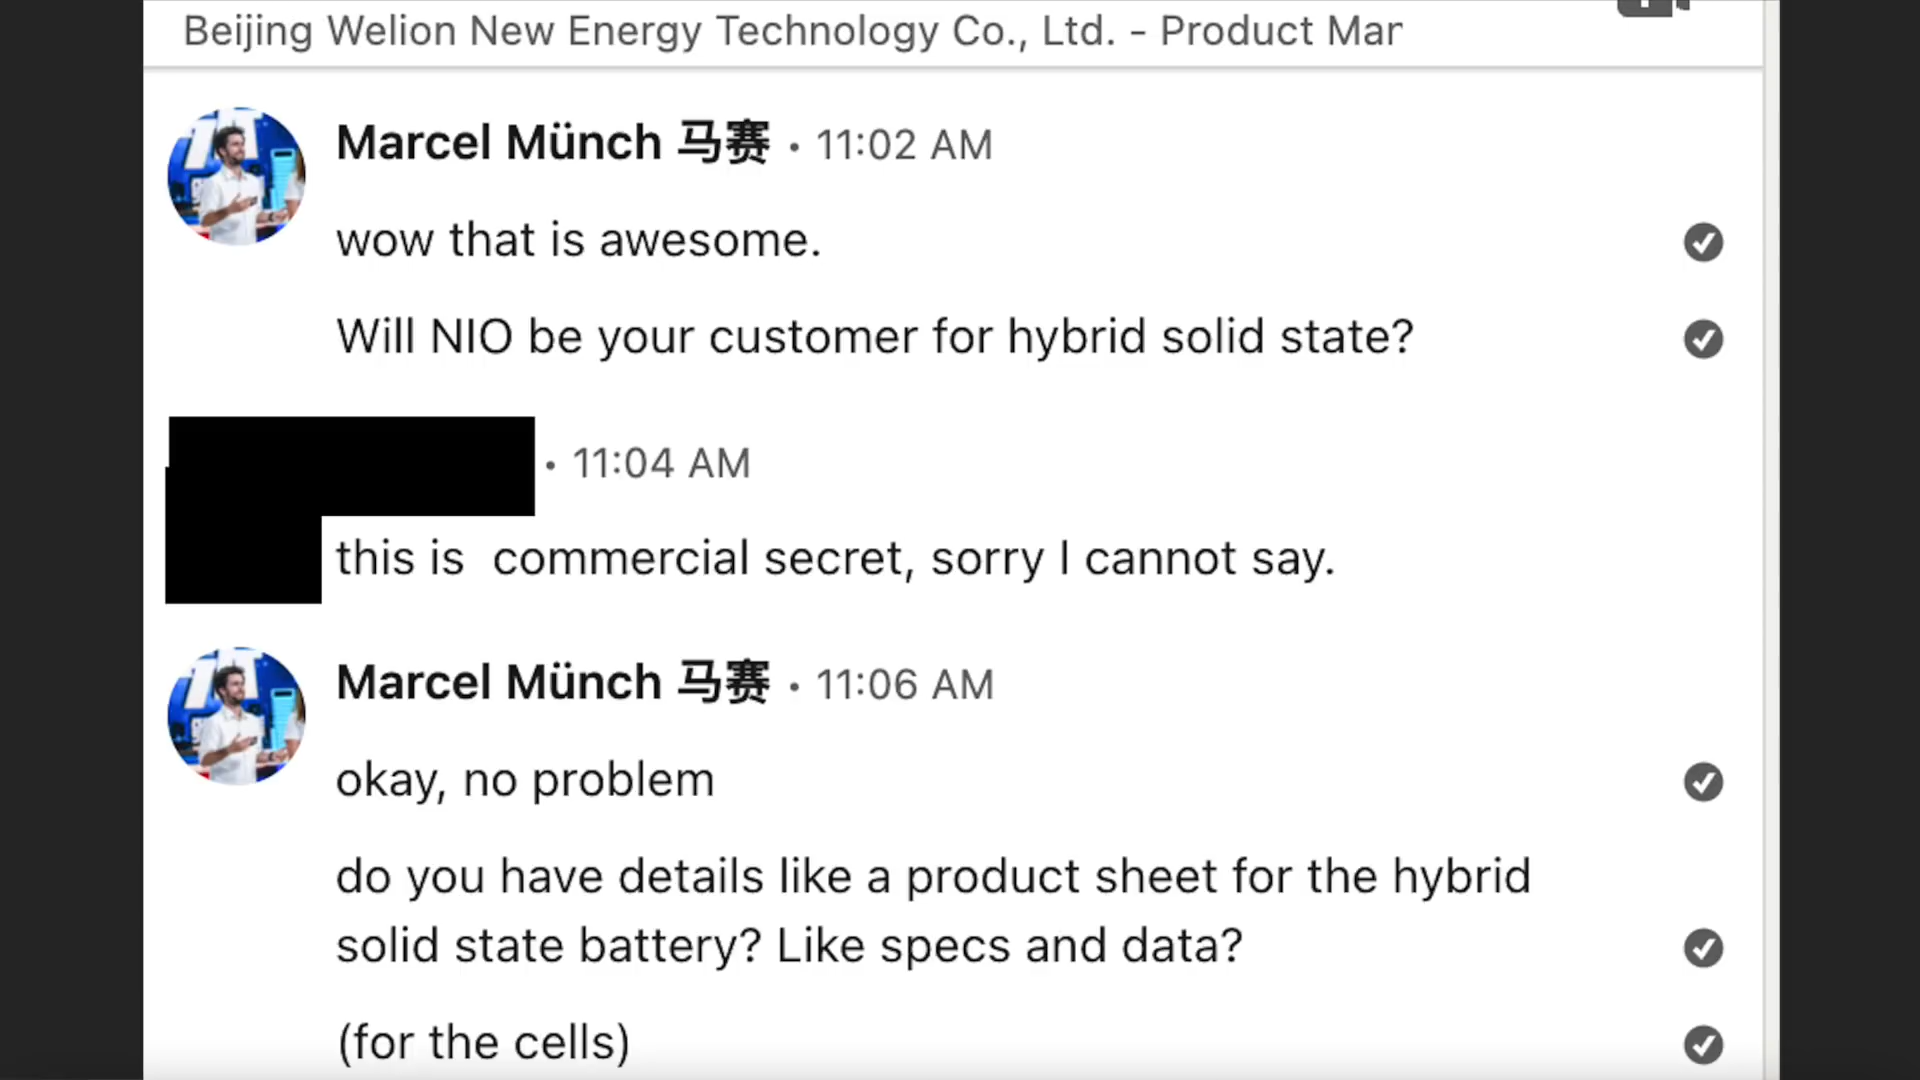 Beijing Welion New Energy Technology Co., Ltd. - Product Mar
Marcel Münch 马赛 • 11:02 AM
wow that is awesome.
Will NIO be your customer for hybrid solid state?
• 11:04 AM
this is  commercial secret, sorry I cannot say.
Marcel Münch 马赛 • 11:06 AM
okay, no problem
do you have details like a product sheet for the hybrid
solid state battery? Like specs and data?
(for the cells)